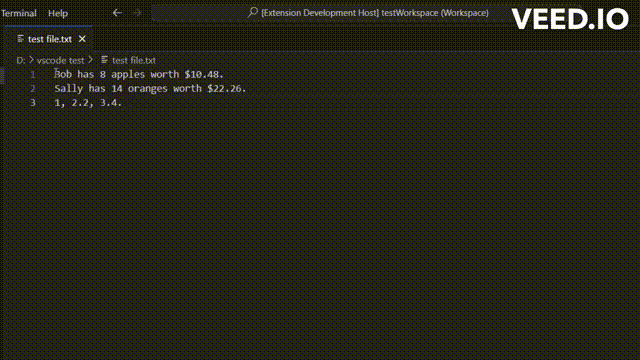 Terminal Help [Extension Development Host] testWorkspace (Workspace)
VEED.IO
test file.txt
D: > vscode test > test file.txt
1 Bob has 8 apples worth $10.48.
2 Sally has 14 oranges worth $22.26.
3 1, 2.2, 3.4.